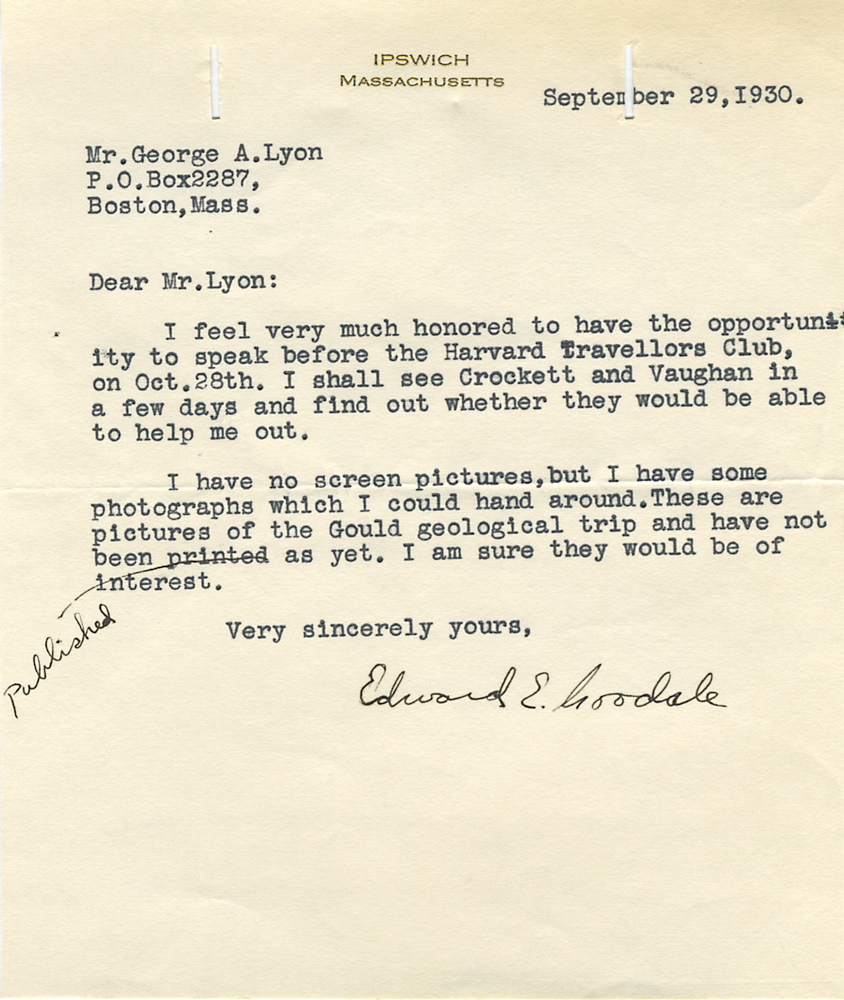 IPSWICH
MASSACHUSETTS
September 29,1930.
Mr.George A.Lyon
P.O.Box2287,
Boston,Mass.
Dear Mr.Lyon:
I feel very much honored to have the opportunit
ity to speak before the Harvard Travellors Club,
on Oct.28th. I shall see Crockett and Vaughan in
a few days and find out whether they would be able
to help me out.
I have no screen pictures,but I have some
photographs which I could hand around.These are
pictures of the Gould geological trip and have not
been printed as yet. I am sure they would be of
interest.
Published
Very sincerely yours,
Edward E. Goodale